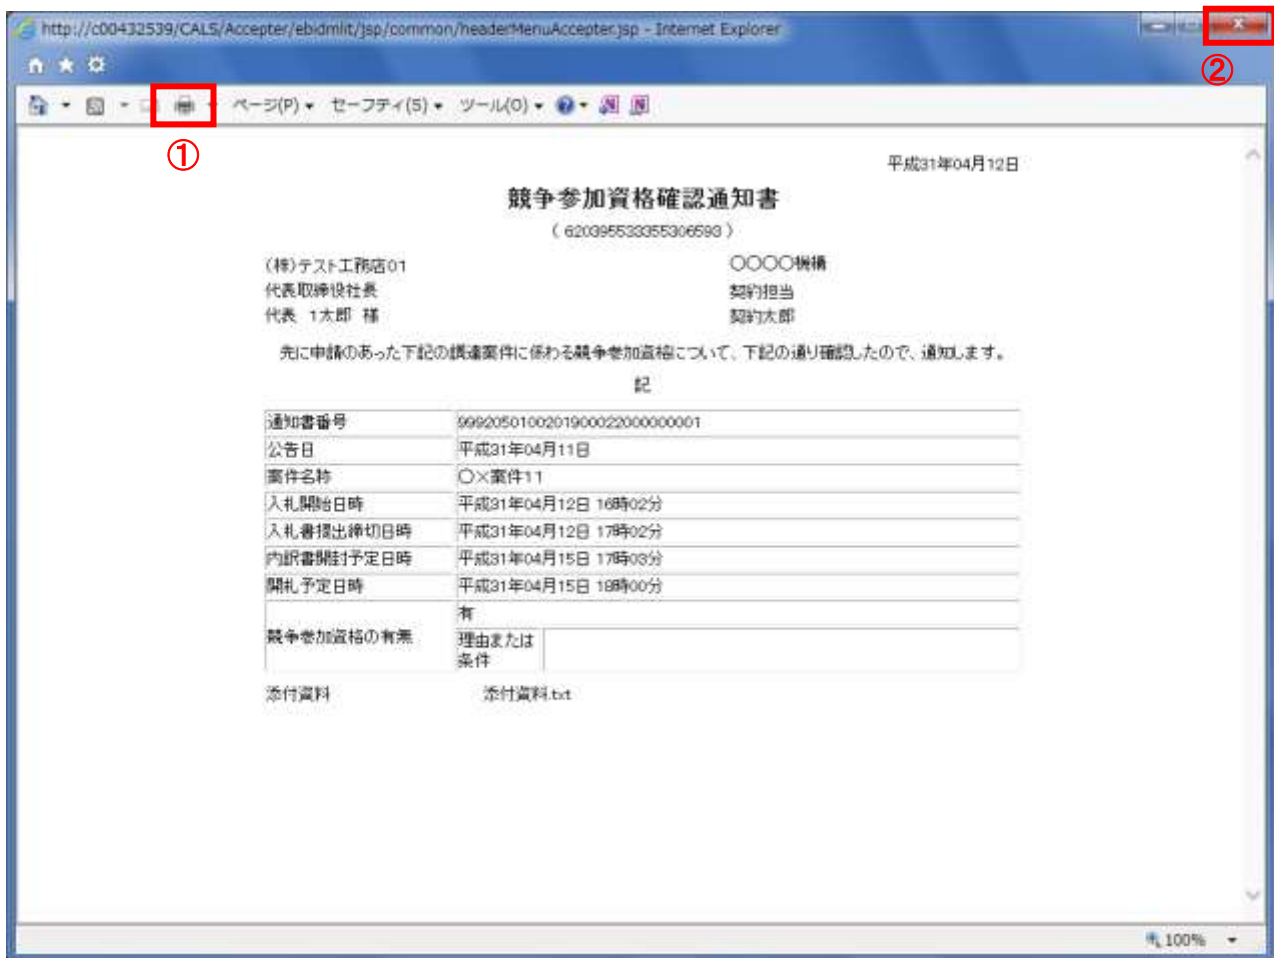 http://c00432539/CALS/Accepter/ebidmlit/jsp/common/headerMenuAccepter.jsp - Internet Explorer
②
ページ(P) セーフティ(S) ツール(O)
①
平成31年04月12日
競争参加資格確認通知書
( 620395533355306593 )
(株)テスト工務店01 〇〇〇〇機構
代表取締役社長 契約担当
代表 1太郎 様 契約太郎
先に申請のあった下記の調達案件に係わる競争参加資格について、下記の通り確認したので、通知します。
記
通知書番号 9992050100201900022000000001
公告日 平成31年04月11日
案件名称 〇×案件11
入札開始日時 平成31年04月12日 16時02分
入札書提出締切日時 平成31年04月12日 17時02分
内訳書開封予定日時 平成31年04月15日 17時03分
開札予定日時 平成31年04月15日 18時00分
競争参加資格の有無 有
理由または
条件
添付資料 添付資料.txt
100%